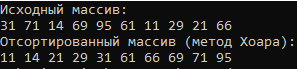 Исходный массив:
31 71 14 69 95 61 11 29 21 66
Отсортированный массив (метод Хоара):
11 14 21 29 31 61 66 69 71 95